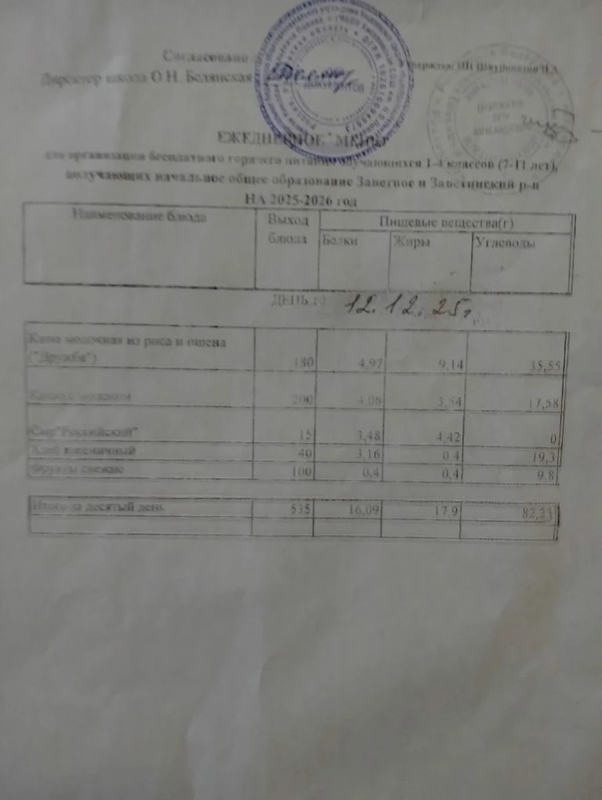 Согласовано
Директор школа О.Н. Белянская
ЕЖЕДНЕВНОЕ МЕНЮ
для организации бесплатного горячего питания обучающихся 1-4 классов (7-11 лет),
получающих начальное общее образование Заветное и Заветинский р-н
НА 2025-2026 год
Наименование блюда Выход блюда Пищевые вещества(г)
Белки Жиры Углеводы
ДЕНЬ 12.12.25г
Каша молочная из риса и пшена
("Дружба") 180 4,97 9,14 35,55
Какао с молоком 200 4,08 3,54 17,58
Сыр"Российский" 15 3,48 4,42 0
Хлеб пшеничный 40 3,16 0,4 19,3
Фрукты свежие 100 0,4 0,4 9,8
Итого за десятый день 535 16,09 17,9 82,23